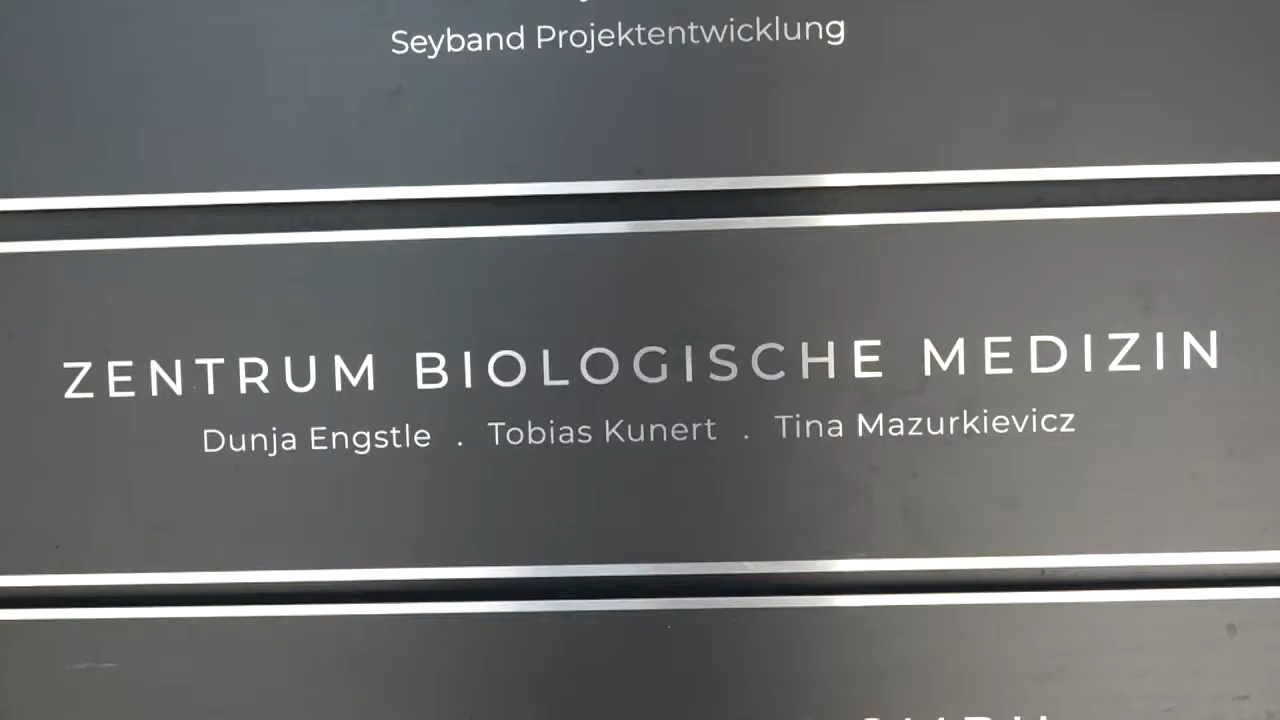 Seyband Projektentwicklung
ZENTRUM BIOLOGISCHE MEDIZIN
Dunja Engstle . Tobias Kunert . Tina Mazurkievicz